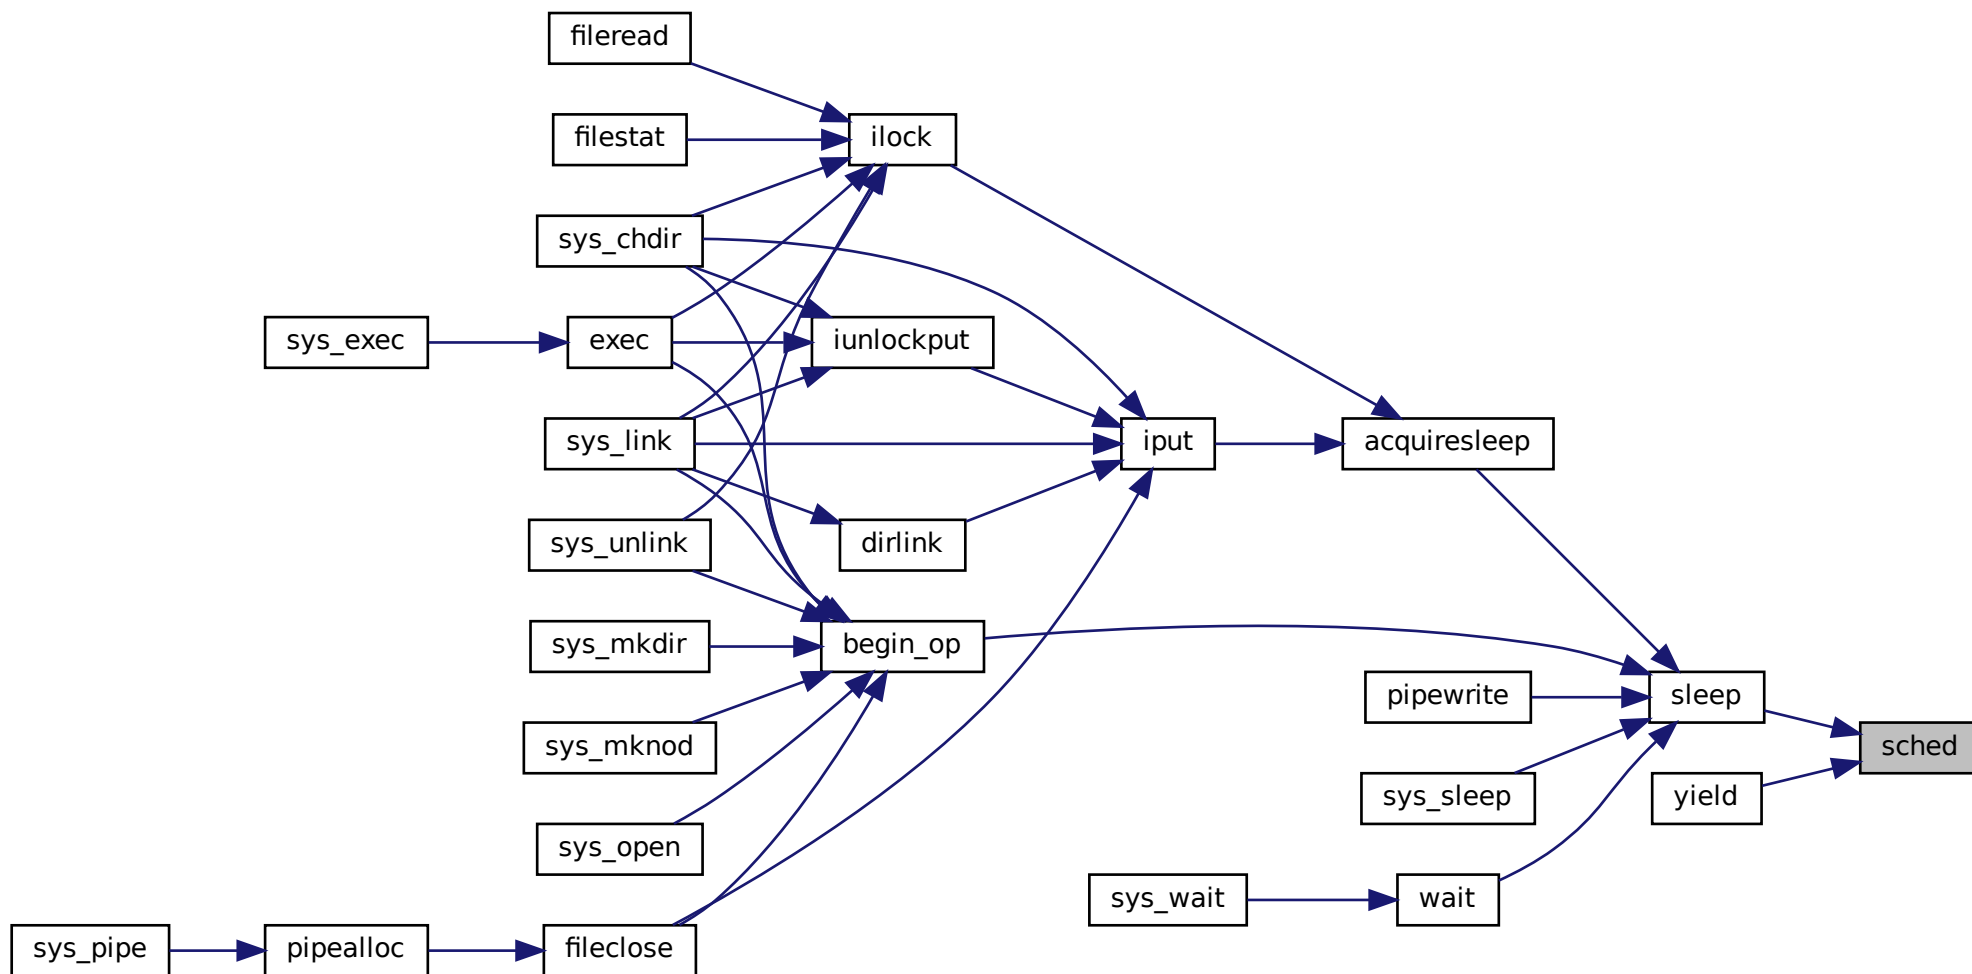 fileread
filestat
ilock
sys_chdir
sys_exec
exec
iunlockput
sys_link
iput
acquiresleep
sys_unlink
dirlink
sys_mkdir
begin_op
pipewrite
sleep
sys_mknod
sched
sys_sleep
yield
sys_open
sys_wait
wait
sys_pipe
pipealloc
fileclose